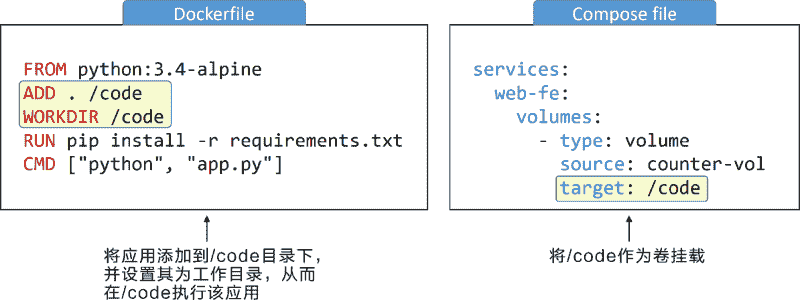 Dockerfile
FROM python:3.4-alpine
ADD . /code
WORKDIR /code
RUN pip install -r requirements.txt
CMD ["python", "app.py"]
将应用添加到/code目录下，
并设置其为工作目录，从而
在/code执行该应用
Compose file
services:
web-fe:
volumes:
- type: volume
source: counter-vol
target: /code
将/code作为卷挂载